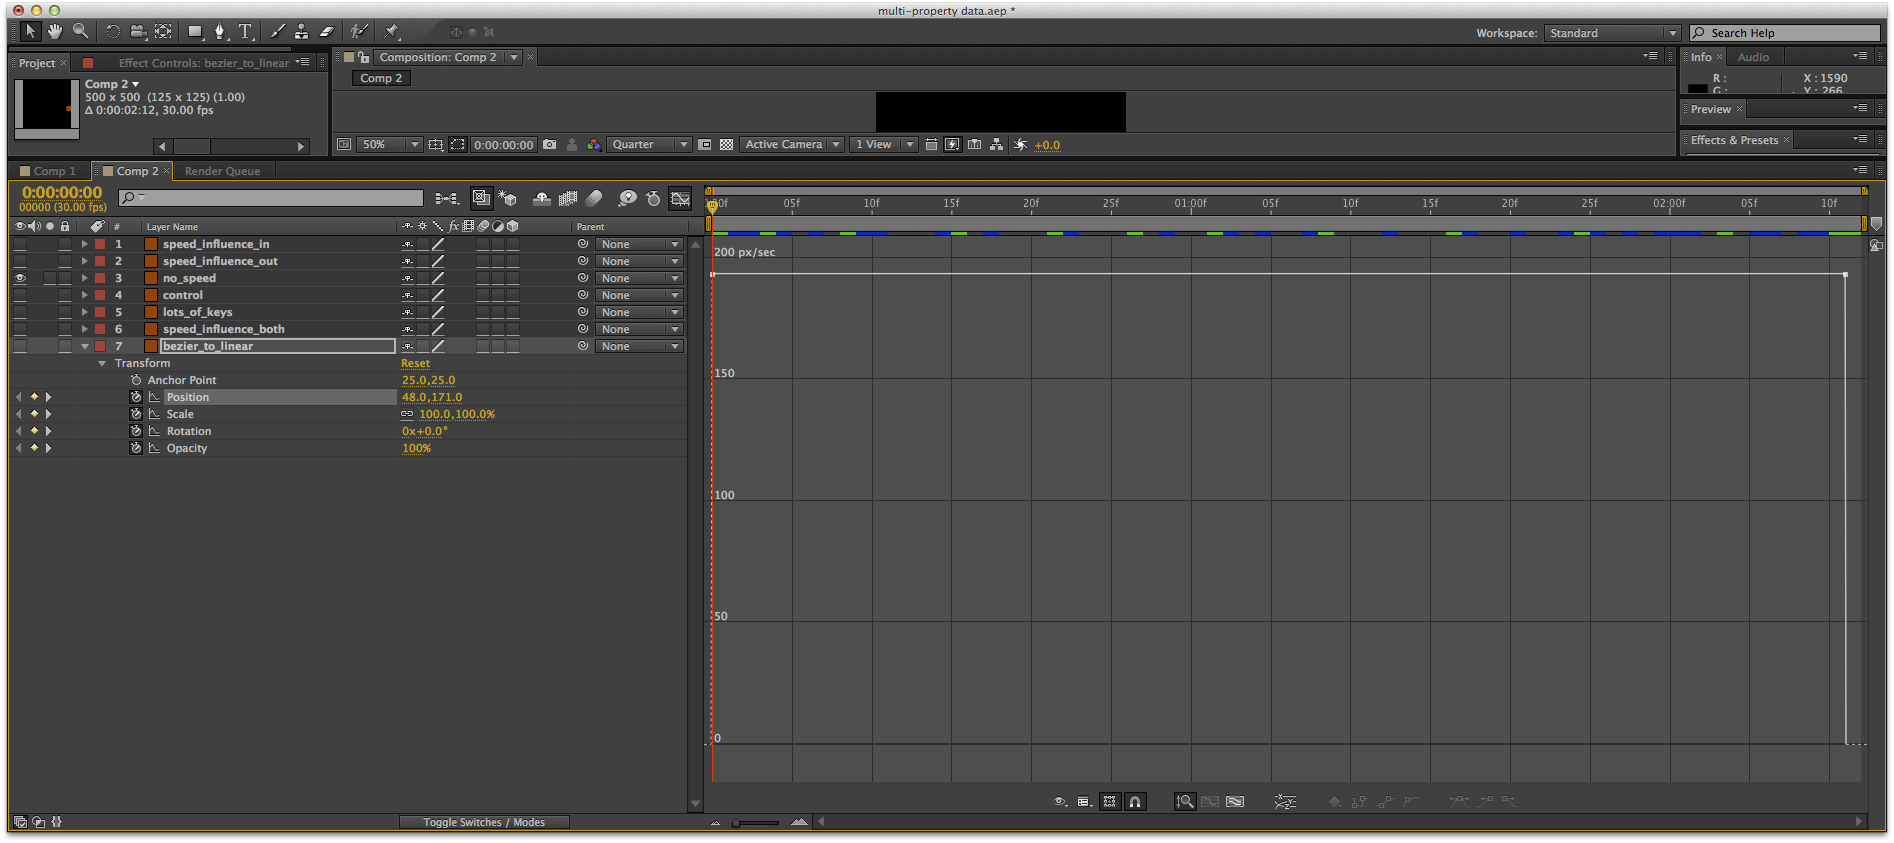 multi-property data.aep *
Workspace: Standard Search Help
Project × Effect Controls: bezier_to_linear
Composition: Comp 2 ×
Info × Audio
Comp 2
Comp 2
500 x 500 (125 x 125) (1.00)
Δ 0:00:02:12, 30.00 fps
R : X : 1590
G : Y : 266
Preview ×
Effects & Presets ×
50% 0:00:00:00 Quarter Active Camera 1 View +0.0
Comp 1 Comp 2 × Render Queue
0:00:00:00
00000 (30.00 fps)
:00f 05f 10f 15f 20f 25f 01:00f 05f 10f 15f 20f 25f 02:00f 05f 10f
# Layer Name fx Parent
1 speed_influence_in None
2 speed_influence_out None
3 no_speed None
4 control None
5 lots_of_keys None
6 speed_influence_both None
7 bezier_to_linear None
Transform Reset
Anchor Point 25.0,25.0
Position 48.0,171.0
Scale 100.0,100.0%
Rotation 0x+0.0°
Opacity 100%
200 px/sec
150
100
50
0
Toggle Switches / Modes